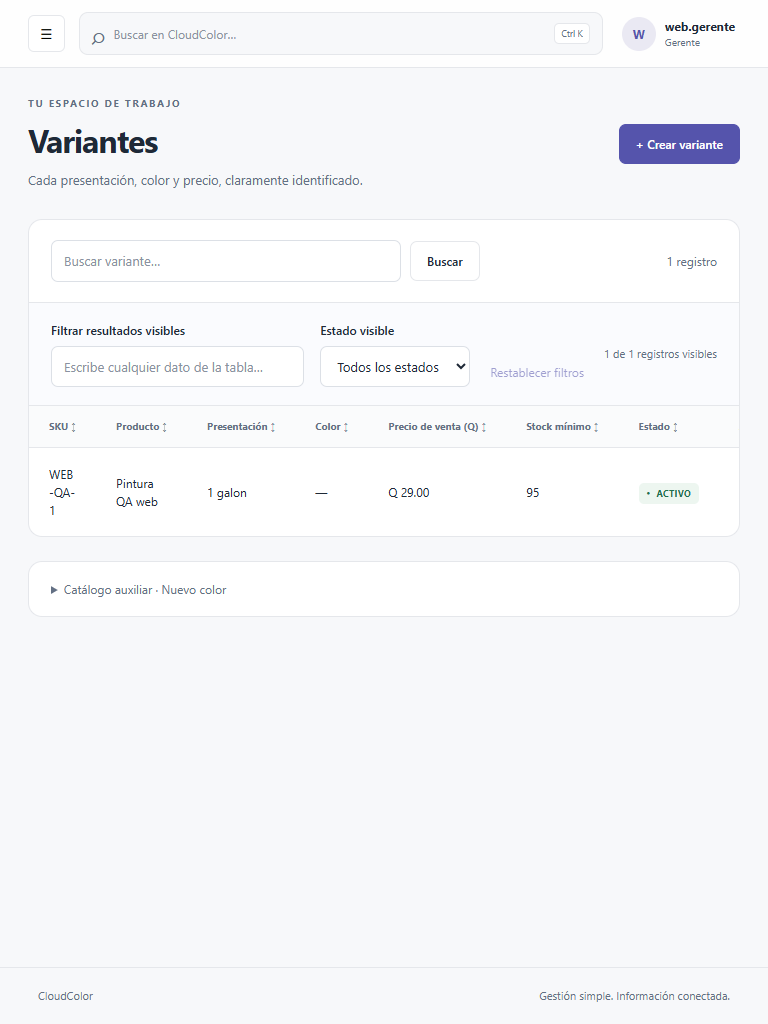 ☰
Buscar en CloudColor...
Ctrl K
W
web.gerente
Gerente
TU ESPACIO DE TRABAJO
Variantes
+ Crear variante
Cada presentación, color y precio, claramente identificado.
Buscar variante...
Buscar
1 registro
Filtrar resultados visibles
Estado visible
Escribe cualquier dato de la tabla...
Todos los estados
Restablecer filtros
1 de 1 registros visibles
SKU ↕ Producto ↕ Presentación ↕ Color ↕ Precio de venta (Q) ↕ Stock mínimo ↕ Estado ↕
WEB
-QA-
1
Pintura
QA web
1 galon
—
Q 29.00
95
• ACTIVO
▶ Catálogo auxiliar · Nuevo color
CloudColor
Gestión simple. Información conectada.